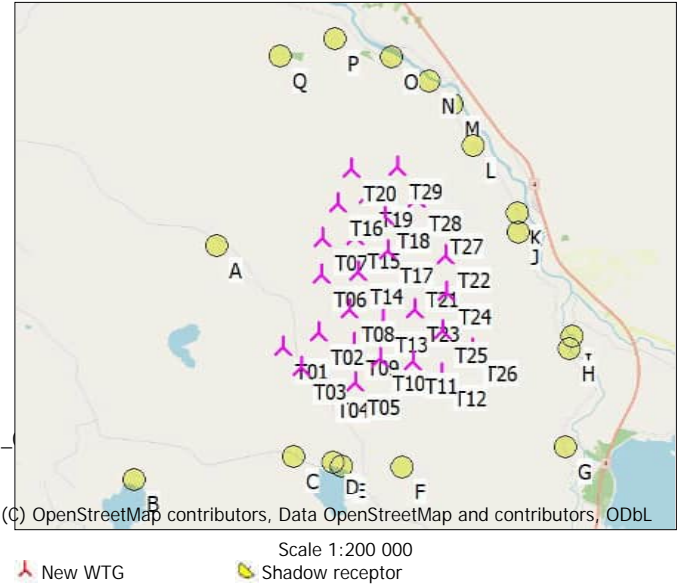 P
Q
O
N
M
L
T20 T29
T19
T16
T28
K
T18
J
T27
T07 T15
A
T17
T22
T06 T14 T21
T24
T08
T23
T13
T02
T25
H
T01
T09
T26
T10 T11
T03
T12
T04 T05
G
C
D
E
F
B
(C) OpenStreetMap contributors, Data OpenStreetMap and contributors, ODbL
Scale 1:200 000
New WTG
Shadow receptor